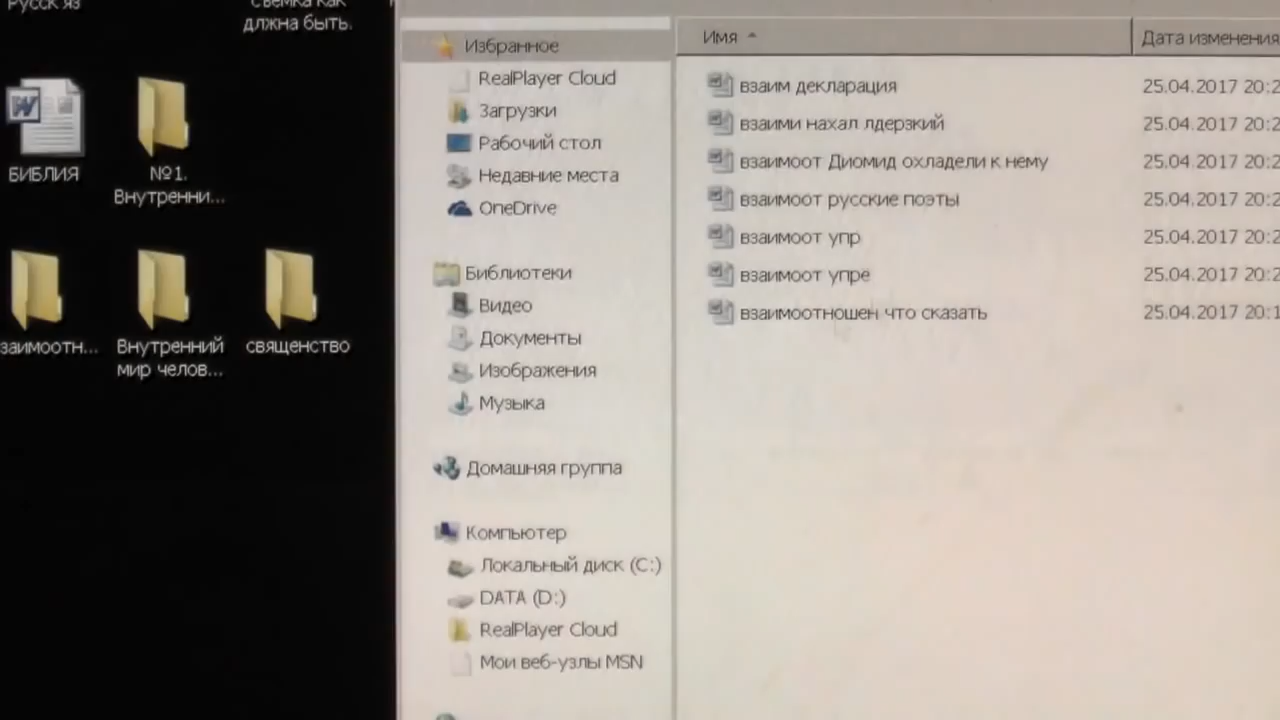 Русск яз
Съемка как
длжна быть.
БИБЛИЯ
№1.
Внутренни...
заимоотн...
Внутренний
мир челов...
священство
Избранное
RealPlayer Cloud
Загрузки
Рабочий стол
Недавние места
OneDrive
Библиотеки
Видео
Документы
Изображения
Музыка
Домашняя группа
Компьютер
Локальный диск (C:)
DATA (D:)
RealPlayer Cloud
Мои веб-узлы MSN
Имя
Дата изменения
взаим декларация
25.04.2017 20:2
взаими нахал лдерзкий
25.04.2017 20:2
взаимоот Диомид охладели к нему
25.04.2017 20:2
взаимоот русские поэты
25.04.2017 20:2
взаимоот упр
25.04.2017 20:2
взаимоот упре
25.04.2017 20:2
взаимоотношен что сказать
25.04.2017 20:1